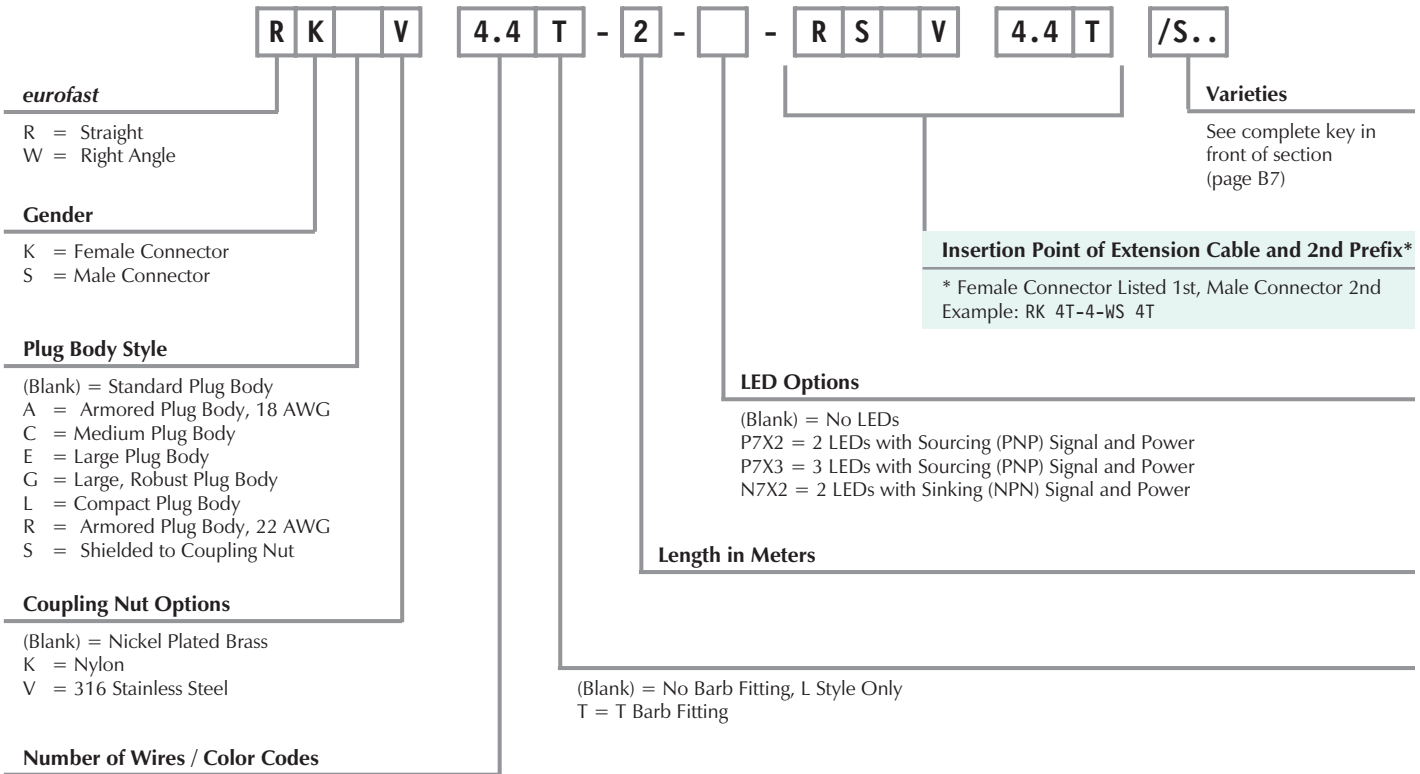 R K V 4.4 T - 2 - - R S V 4.4 T /S..
eurofast
R = Straight
W = Right Angle
Gender
K = Female Connector
S = Male Connector
Plug Body Style
(Blank) = Standard Plug Body
A = Armored Plug Body, 18 AWG
C = Medium Plug Body
E = Large Plug Body
G = Large, Robust Plug Body
L = Compact Plug Body
R = Armored Plug Body, 22 AWG
S = Shielded to Coupling Nut
Coupling Nut Options
(Blank) = Nickel Plated Brass
K = Nylon
V = 316 Stainless Steel
Number of Wires / Color Codes
Varieties
See complete key in
front of section
(page B7)
Insertion Point of Extension Cable and 2nd Prefix*
* Female Connector Listed 1st, Male Connector 2nd
Example: RK 4T-4-WS 4T
LED Options
(Blank) = No LEDs
P7X2 = 2 LEDs with Sourcing (PNP) Signal and Power
P7X3 = 3 LEDs with Sourcing (PNP) Signal and Power
N7X2 = 2 LEDs with Sinking (NPN) Signal and Power
Length in Meters
(Blank) = No Barb Fitting, L Style Only
T = T Barb Fitting